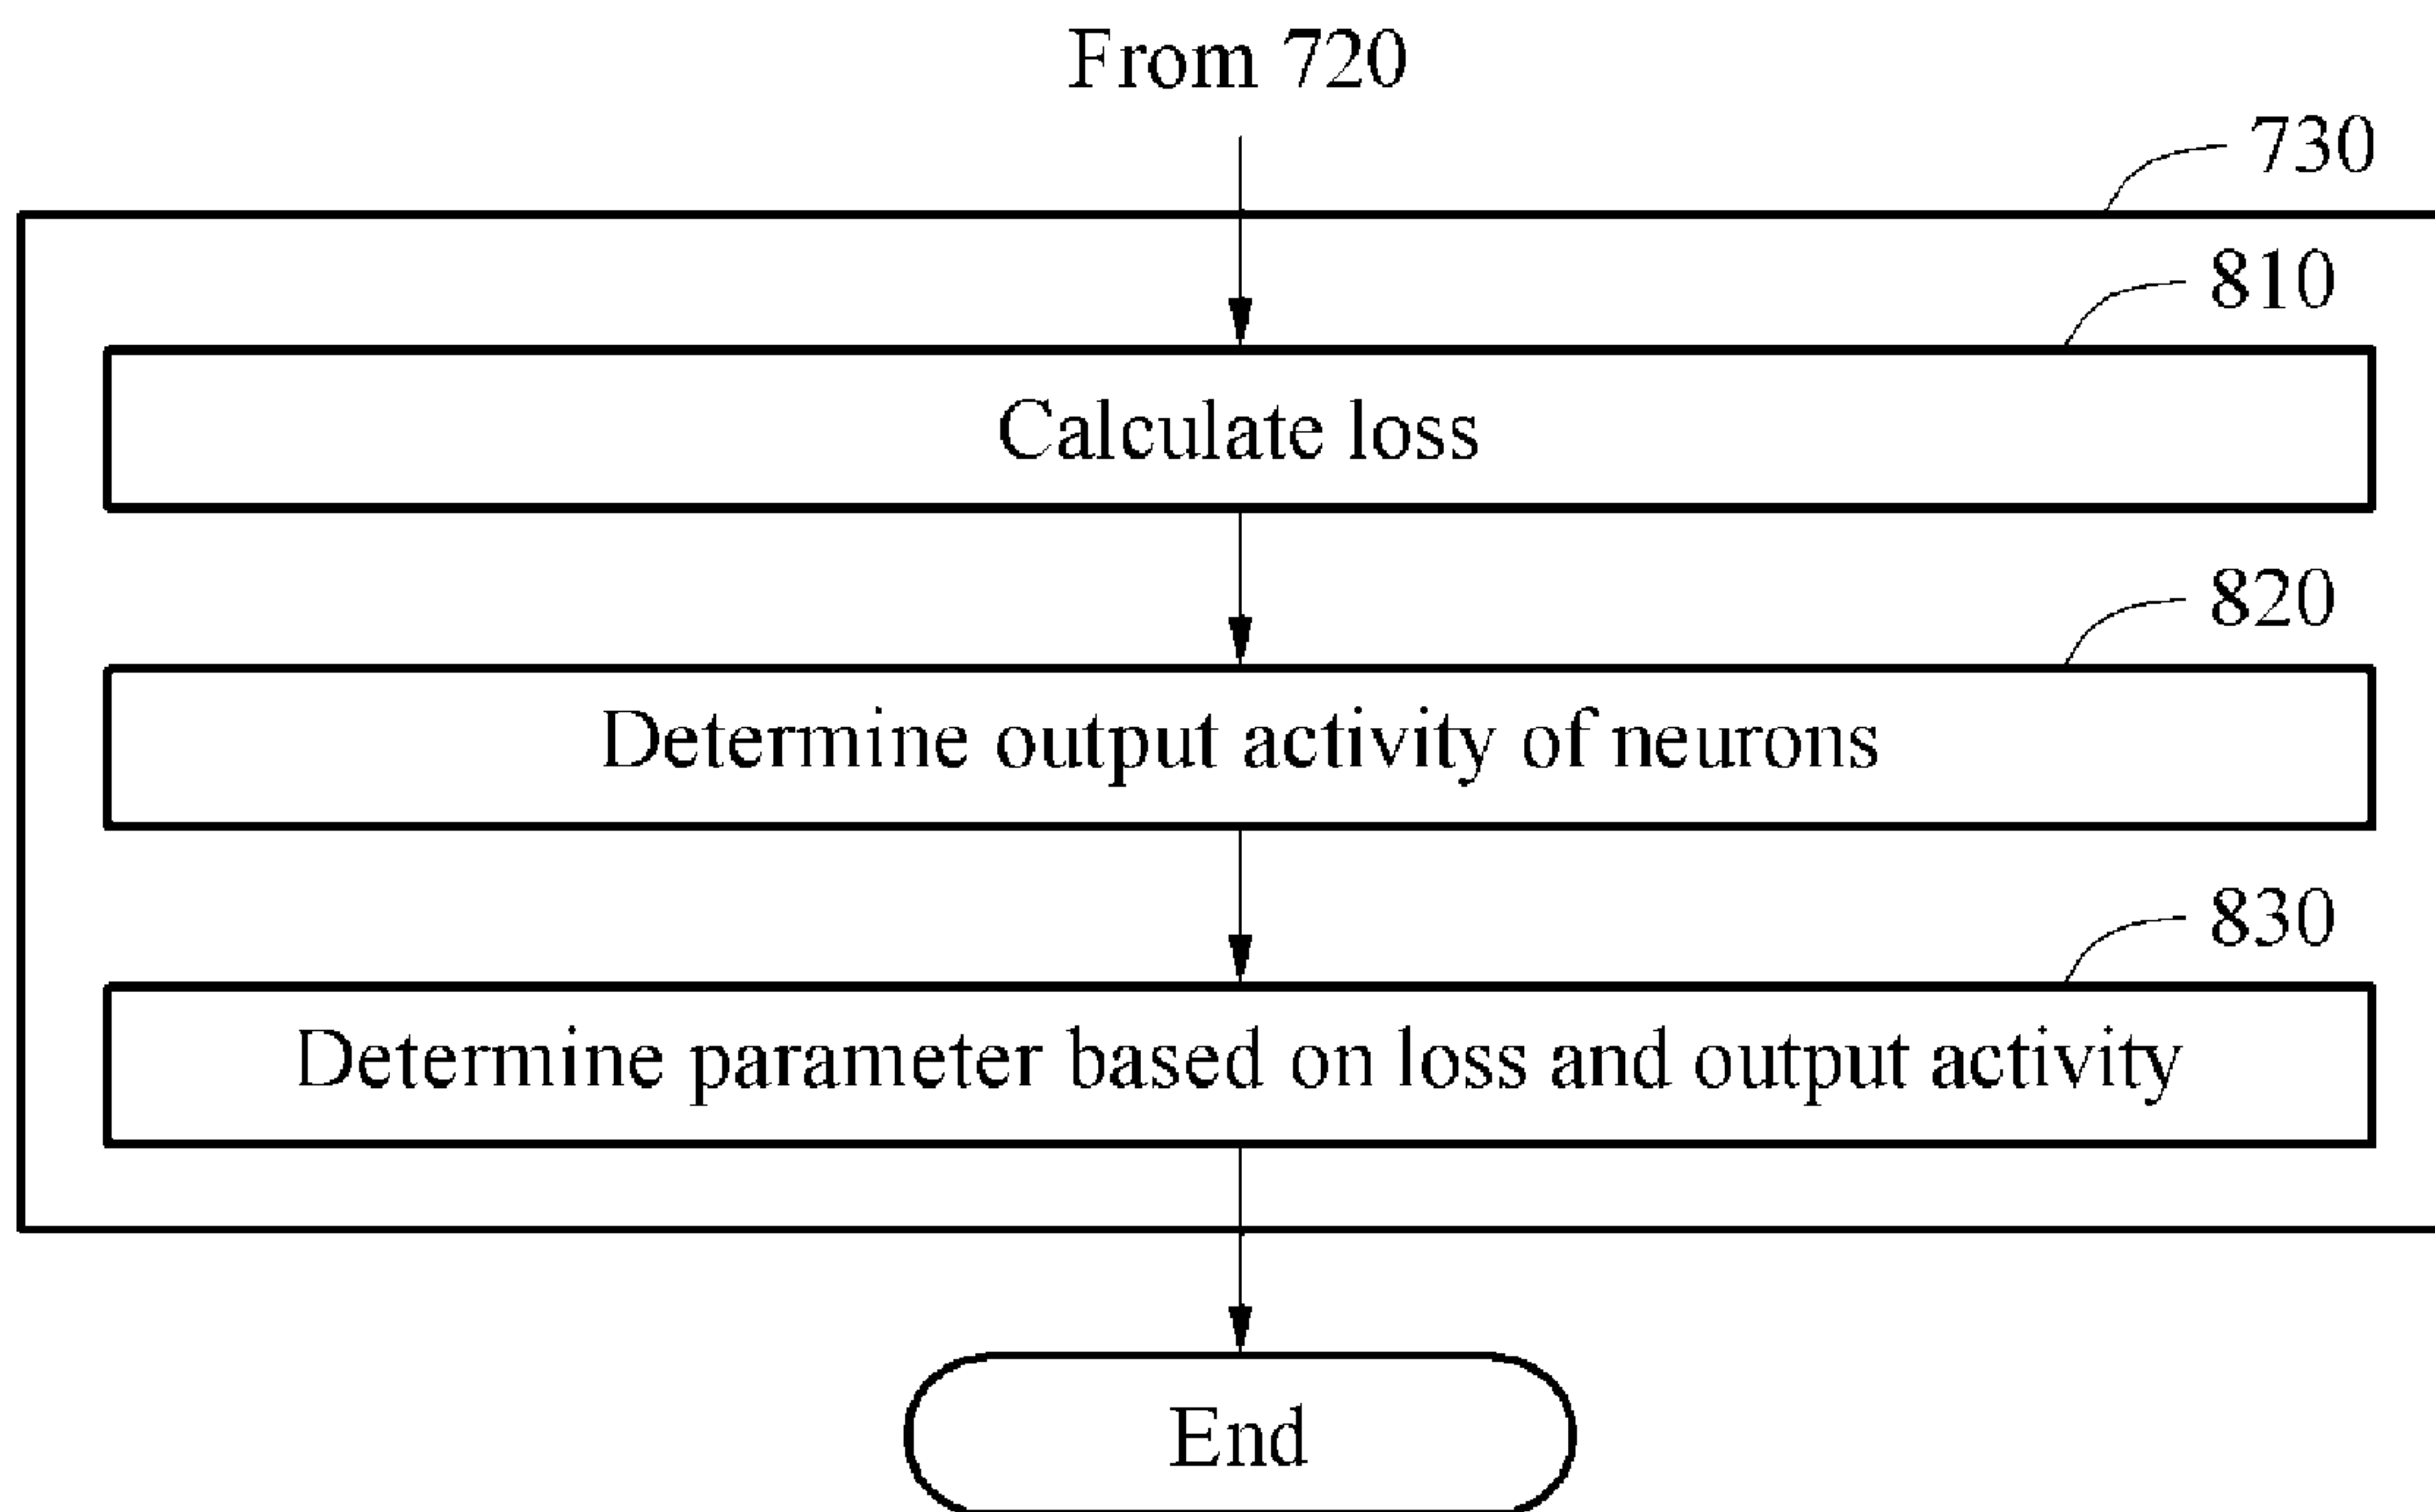 From 720
730
810
Calculate loss
820
Determine output activity of neurons
830
Determine parameter based on loss and output activity
End